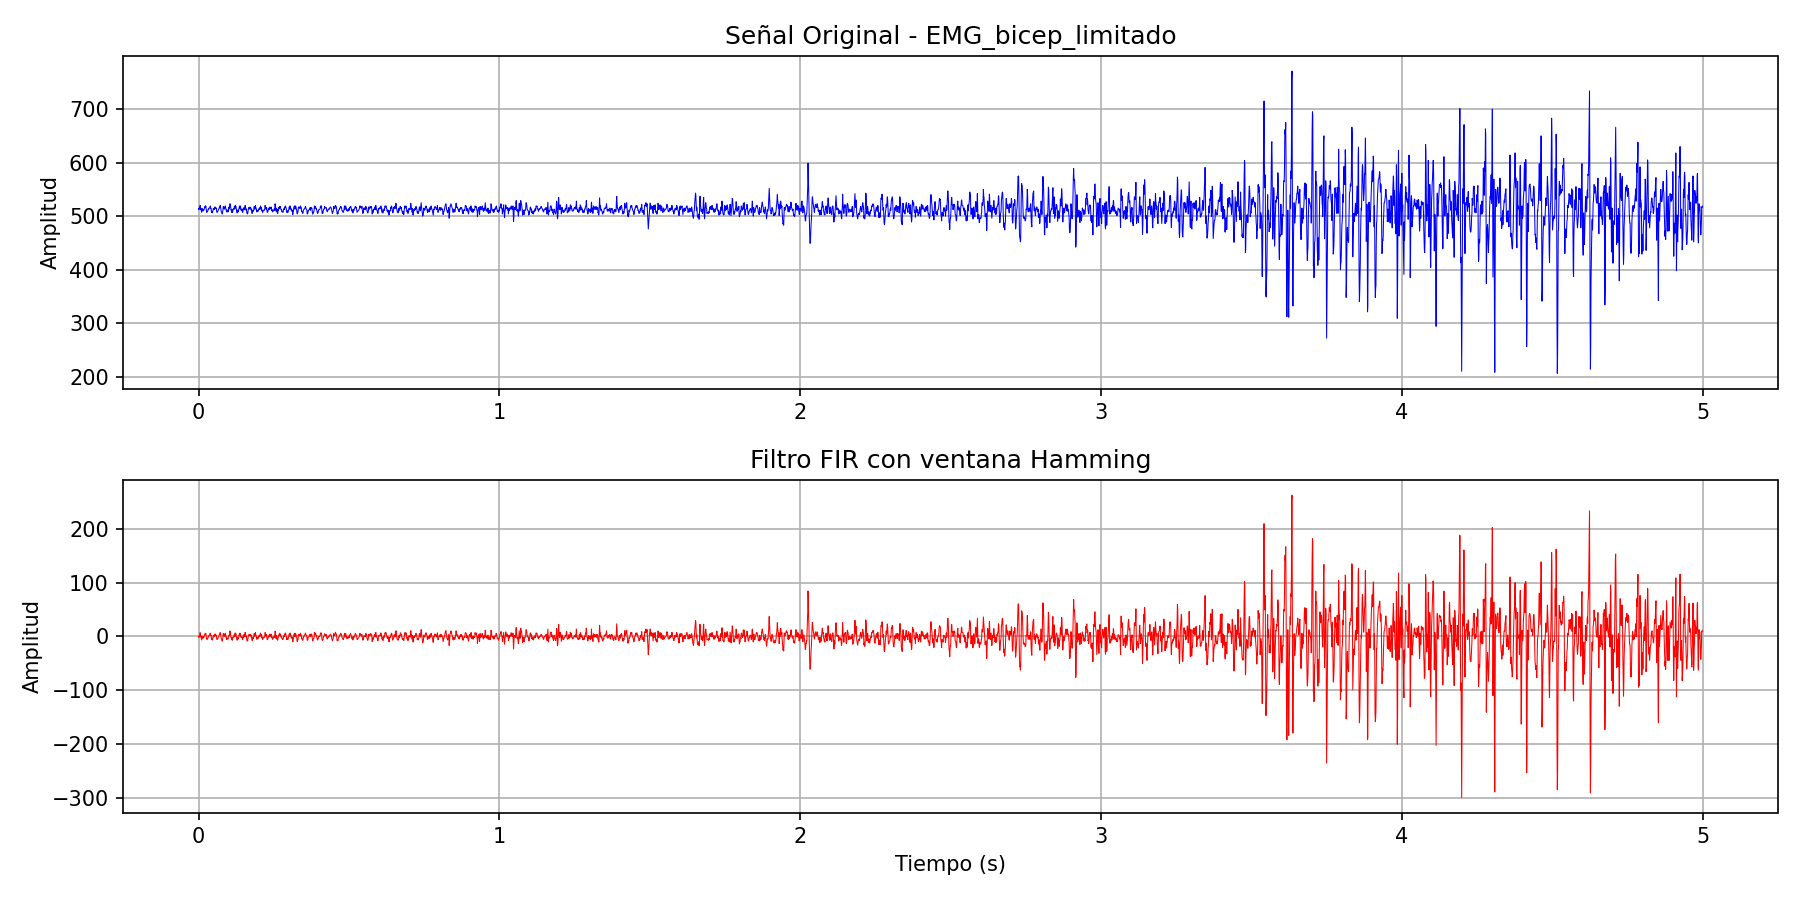 Señal Original - EMG_bicep_limitado
Amplitud
700
600
500
400
300
200
0 1 2 3 4 5
Filtro FIR con ventana Hamming
Amplitud
200
100
0
−100
−200
−300
0 1 2 3 4 5
Tiempo (s)